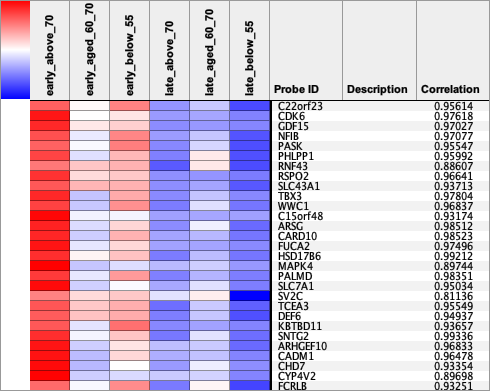 early_above_70
early_aged_60_70
early_below_55
late_above_70
late_aged_60_70
late_below_55
Probe ID Description Correlation
C22orf23 0.95614
CDK6 0.97618
GDF15 0.97027
NFIB 0.97077
PASK 0.95547
PHLPP1 0.95992
RNF43 0.88607
RSPO2 0.96641
SLC43A1 0.93713
TBX3 0.97804
WWC1 0.96837
C15orf48 0.93174
ARSG 0.98512
CARD10 0.98523
FUCA2 0.97496
HSD17B6 0.99212
MAPK4 0.89744
PALMD 0.98351
SLC7A1 0.95034
SV2C 0.81136
TCEA3 0.95549
DEF6 0.94937
KBTBD11 0.93657
SNTG2 0.99336
ARHGEF10 0.96833
CADM1 0.96478
CHD7 0.93354
CYP4V2 0.89698
FCRLB 0.93251